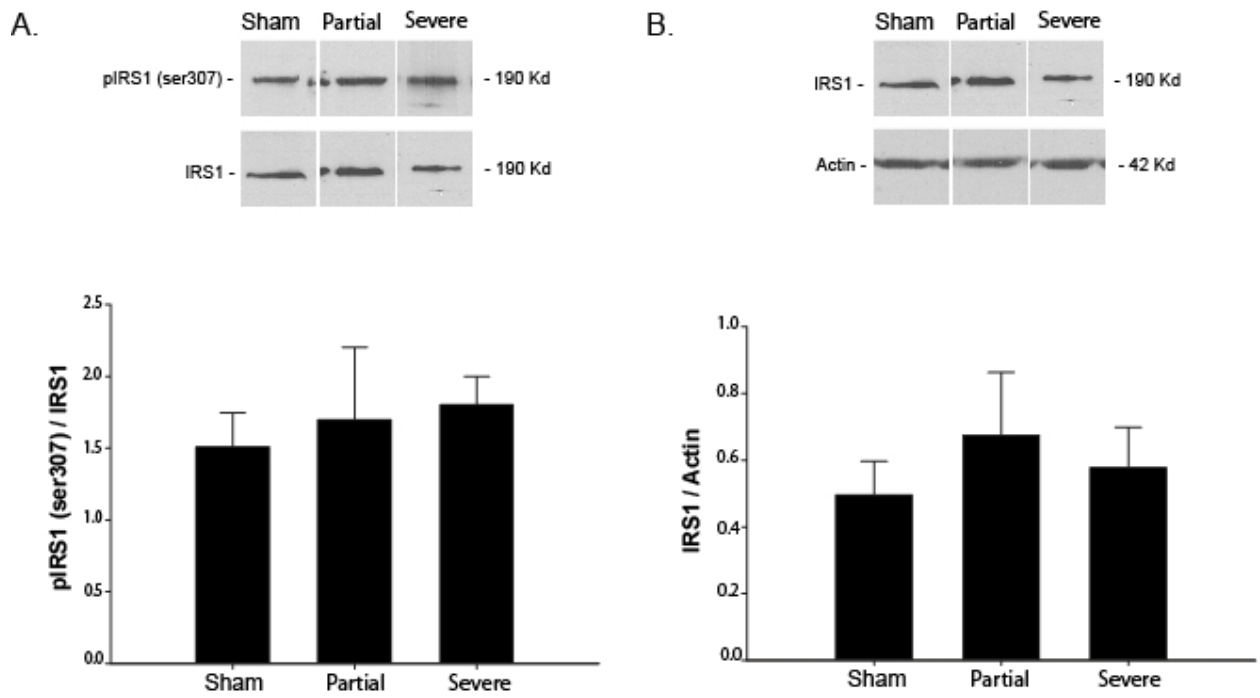 A.
Sham Partial Severe
pIRS1 (ser307) - - 190 Kd
IRS1 - - 190 Kd
pIRS1 (ser307) / IRS1
2.5
2.0
1.5
1.0
0.5
0.0
Sham Partial Severe
B.
Sham Partial Severe
IRS1 - - 190 Kd
Actin - - 42 Kd
IRS1 / Actin
1.0
0.8
0.6
0.4
0.2
0.0
Sham Partial Severe